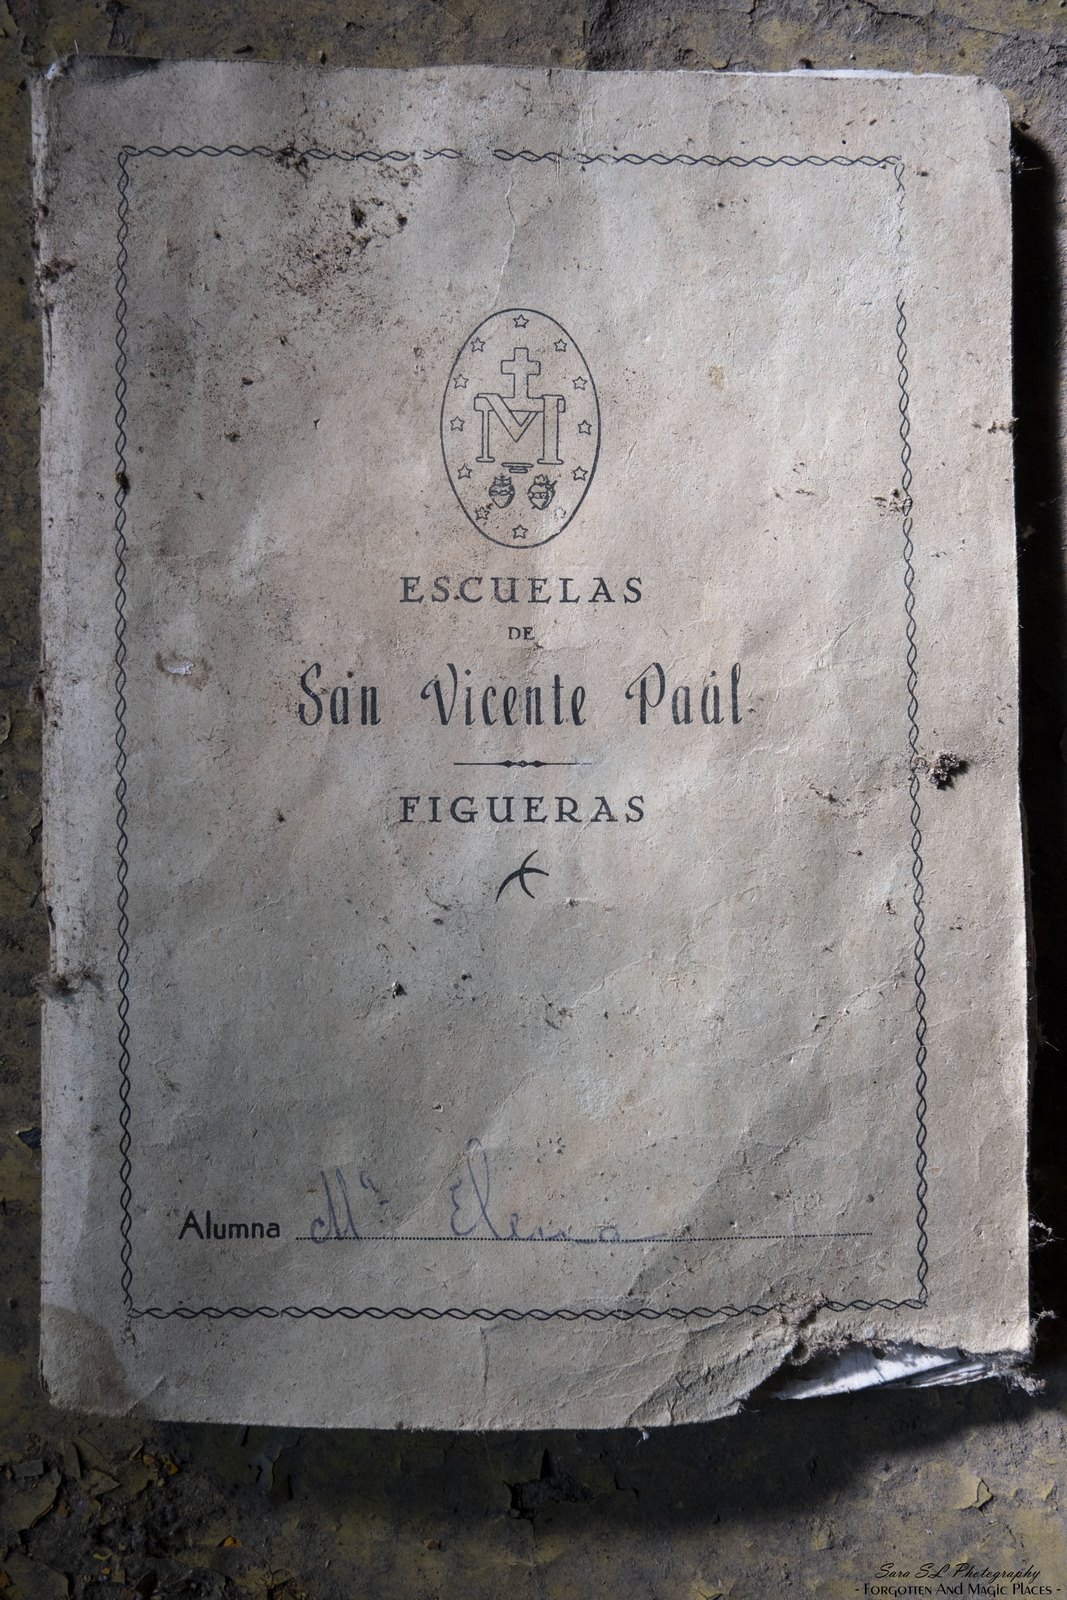 M
ESCUELAS
DE
San Vicente Paúl
FIGUERAS
Alumna Mª Elena
Sara SL Photography
- Forgotten And Magic Places -